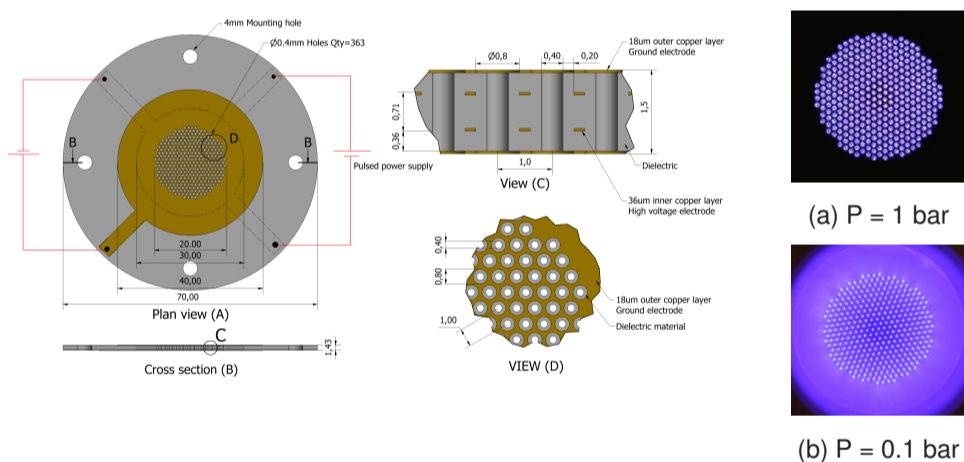 4mm Mounting hole
Ø0.4mm Holes Qty=363
D
B
B
20.00
30,00
40,00
70,00
Plan view (A)
C
1,43
Cross section (B)
Pulsed power supply
18um outer copper layer
Ground electrode
Ø0,8
0,40
0,20
0,71
0,36
1,5
1,0
Dielectric
View (C)
36um inner copper layer
High voltage electrode
0,40
0,80
1,00
18um outer copper layer
Ground electrode
Dielectric material
VIEW (D)
(a) P = 1 bar
(b) P = 0.1 bar